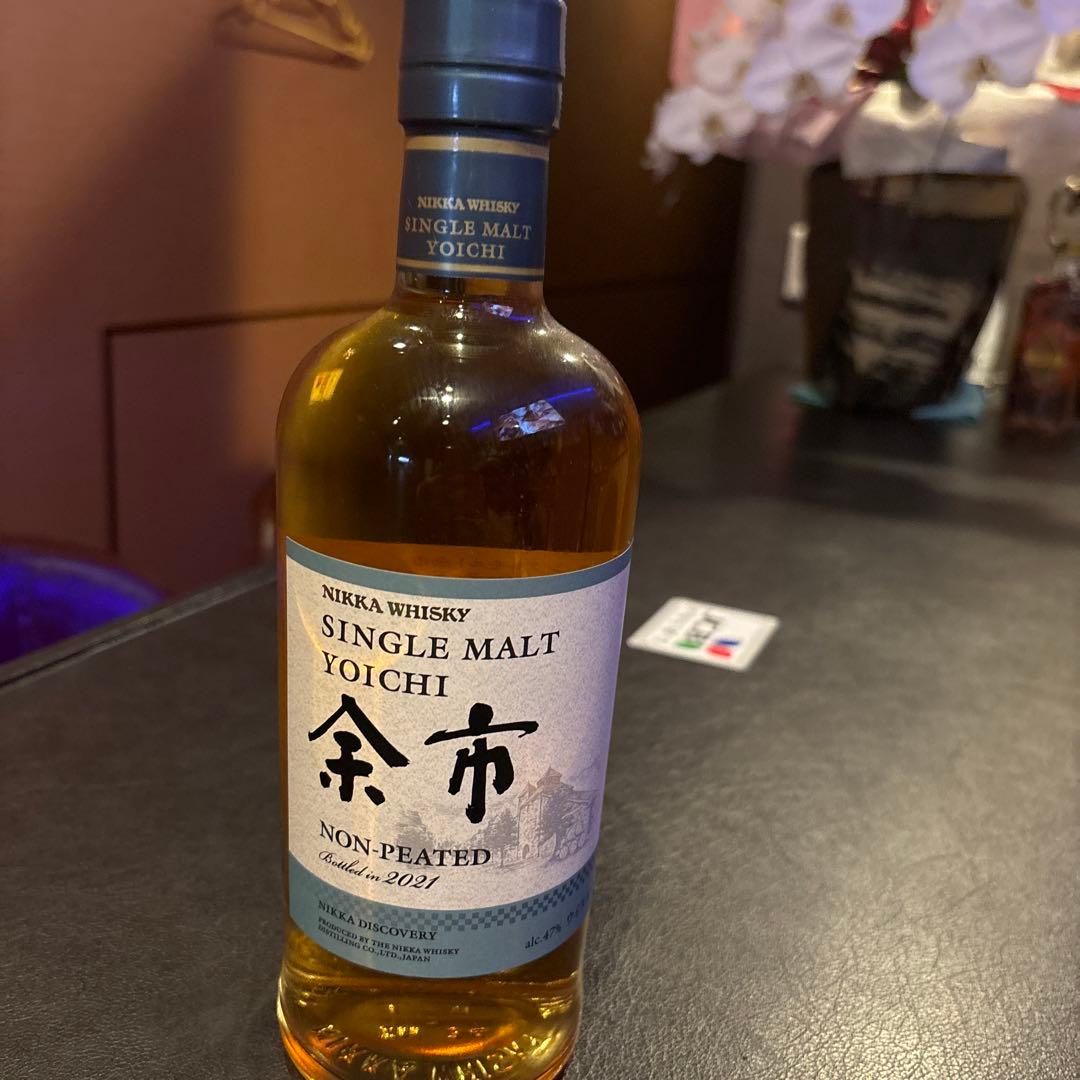 NIKKA WHISKY
SINGLE MALT
YOICHI
NIKKA WHISKY
SINGLE MALT
YOICHI
余市
NON-PEATED
Bottled in 2021
NIKKA DISCOVERY
PRODUCED BY THE NIKKA WHISKY
DISTILLING CO.,LTD.,JAPAN
alc.47%